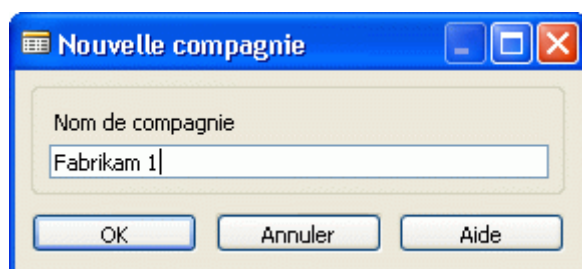 Nouvelle compagnie
Nom de compagnie
Fabrikam 1
OK Annuler Aide